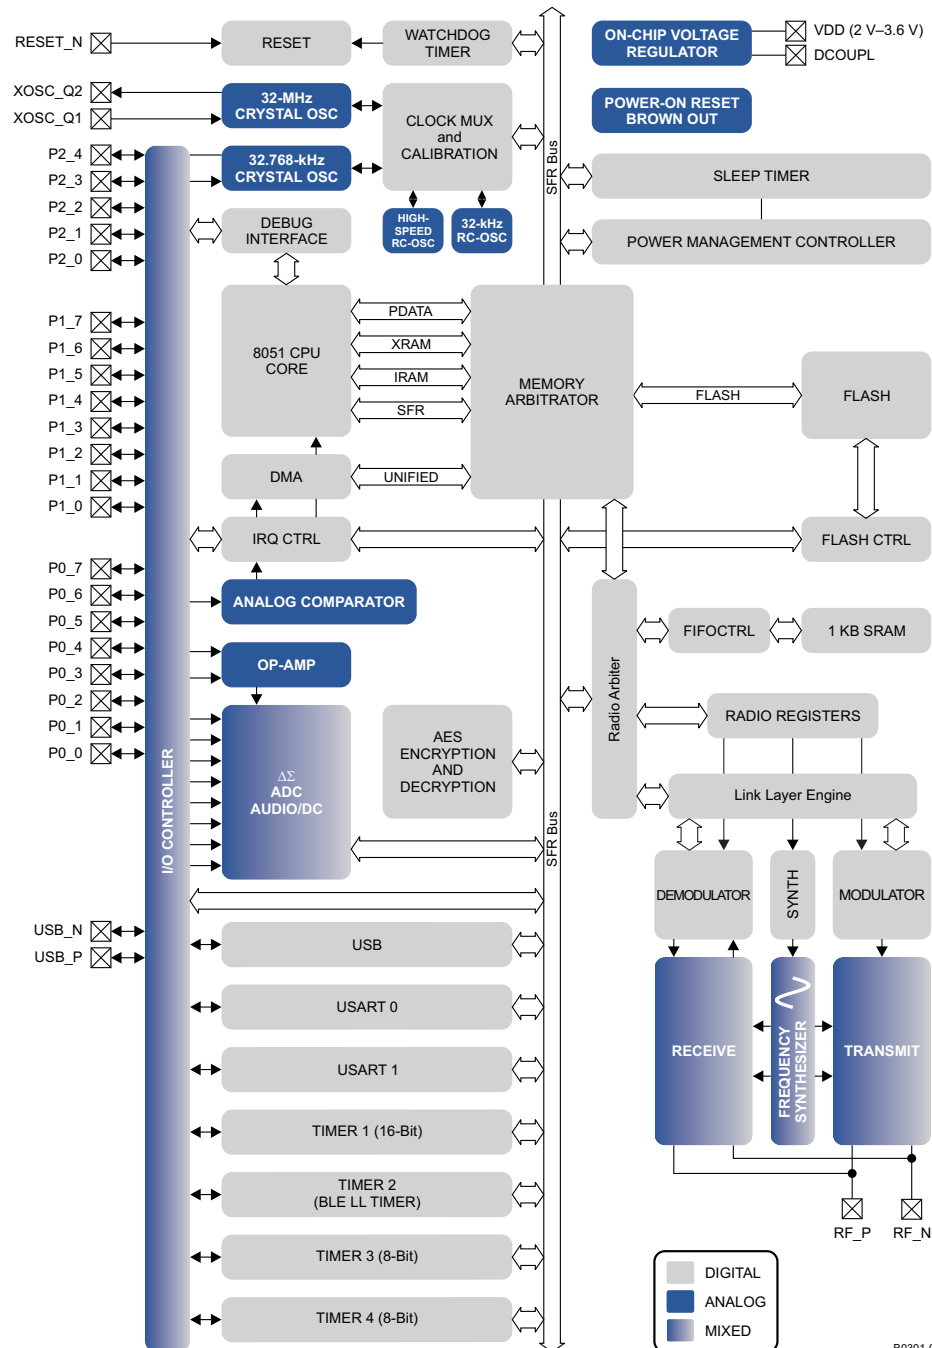 RESET_N
RESET
WATCHDOG
TIMER
ON-CHIP VOLTAGE
REGULATOR
VDD (2 V–3.6 V)
DCOUPL
XOSC_Q2
XOSC_Q1
32-MHz
CRYSTAL OSC
CLOCK MUX
and
CALIBRATION
POWER-ON RESET
BROWN OUT
SFR Bus
P2_4
P2_3
P2_2
P2_1
P2_0
32.768-kHz
CRYSTAL OSC
HIGH-
SPEED
RC-OSC
32-kHz
RC-OSC
SLEEP TIMER
POWER MANAGEMENT CONTROLLER
DEBUG
INTERFACE
P1_7
P1_6
P1_5
P1_4
P1_3
P1_2
P1_1
P1_0
8051 CPU
CORE
PDATA
XRAM
IRAM
SFR
UNIFIED
MEMORY
ARBITRATOR
FLASH
FLASH
DMA
IRQ CTRL
FLASH CTRL
P0_7
P0_6
P0_5
P0_4
P0_3
P0_2
P0_1
P0_0
ANALOG COMPARATOR
OP-AMP
ΔΣ
ADC
AUDIO/DC
AES
ENCRYPTION
AND
DECRYPTION
I/O CONTROLLER
SFR Bus
Radio Arbiter
FIFOCTRL
1 KB SRAM
RADIO REGISTERS
Link Layer Engine
DEMODULATOR
SYNTH
MODULATOR
RECEIVE
FREQUENCY
SYNTHESIZER
TRANSMIT
RF_P
RF_N
USB_N
USB_P
USB
USART 0
USART 1
TIMER 1 (16-Bit)
TIMER 2
(BLE LL TIMER)
TIMER 3 (8-Bit)
TIMER 4 (8-Bit)
DIGITAL
ANALOG
MIXED